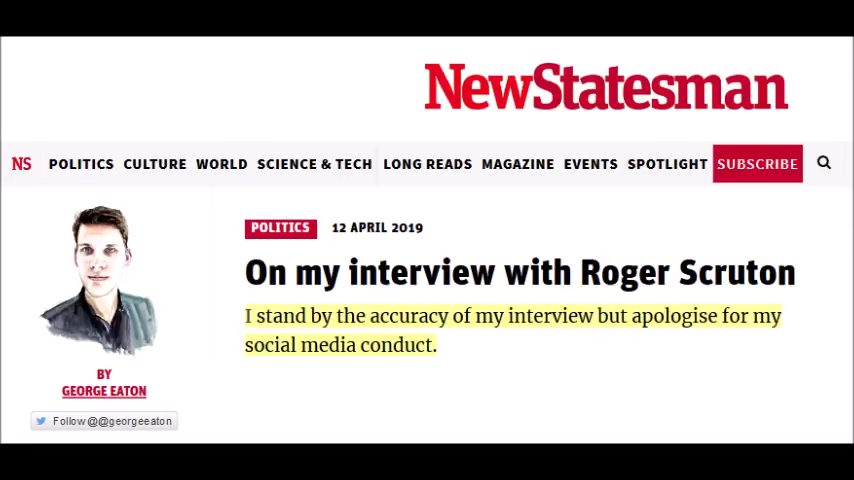 NewStatesman
NS POLITICS CULTURE WORLD SCIENCE & TECH LONG READS MAGAZINE EVENTS SPOTLIGHT SUBSCRIBE
POLITICS 12 APRIL 2019
On my interview with Roger Scruton
I stand by the accuracy of my interview but apologise for my
social media conduct.
BY
GEORGE EATON
Follow @@georgeeaton